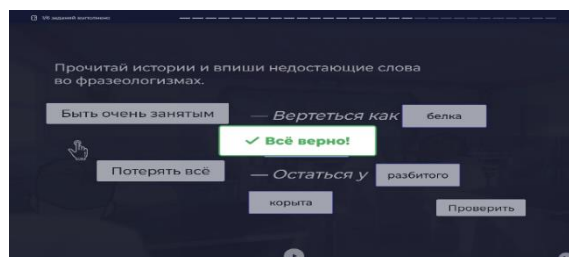 Прочитай истории и впиши недостающие слова
во фразеологизмах.
Быть очень занятым — Вертеться как белка
✓ Всё верно!
Потерять всё — Остаться у разбитого
корыта
Проверить